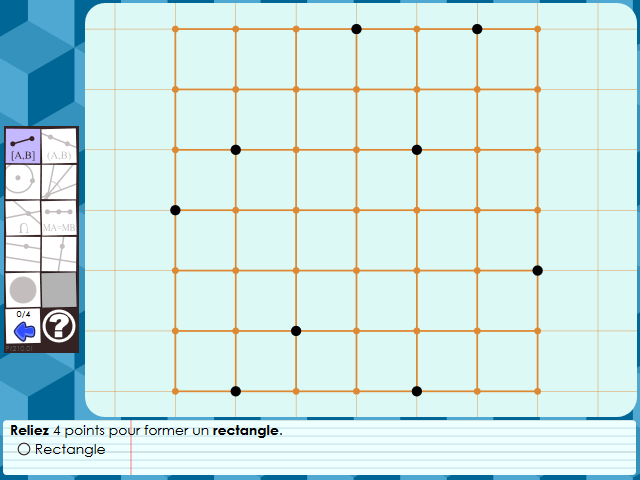 [A,B]
(A,B)
∩
MA=MB
0/4
?
Reliez 4 points pour former un rectangle.
Rectangle